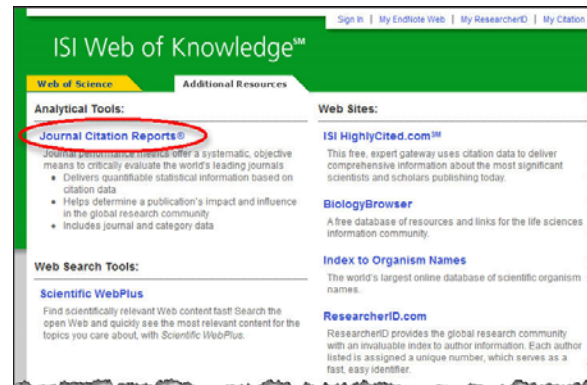 Sign In | My EndNote Web | My ResearcherID | My Citation
ISI Web of Knowledge℠
Web of Science
Additional Resources
Analytical Tools:
Journal Citation Reports®
Journal performance metrics offer a systematic, objective
means to critically evaluate the world's leading journals
• Delivers quantifiable statistical information based on
citation data
• Helps determine a publication's impact and influence
in the global research community
• Includes journal and category data
Web Search Tools:
Scientific WebPlus
Find scientifically relevant Web content fast! Search the
open Web and quickly see the most relevant content for the
topics you care about, with Scientific WebPlus.
Web Sites:
ISI HighlyCited.com℠
This free, expert gateway uses citation data to deliver
comprehensive information about the most significant
scientists and scholars publishing today.
BiologyBrowser
A free database of resources and links for the life sciences
information community.
Index to Organism Names
The world's largest online database of scientific organism
names.
ResearcherID.com
ResearcherID provides the global research community
with an invaluable index to author information. Each author
listed is assigned a unique number, which serves as a
fast, easy identifier.